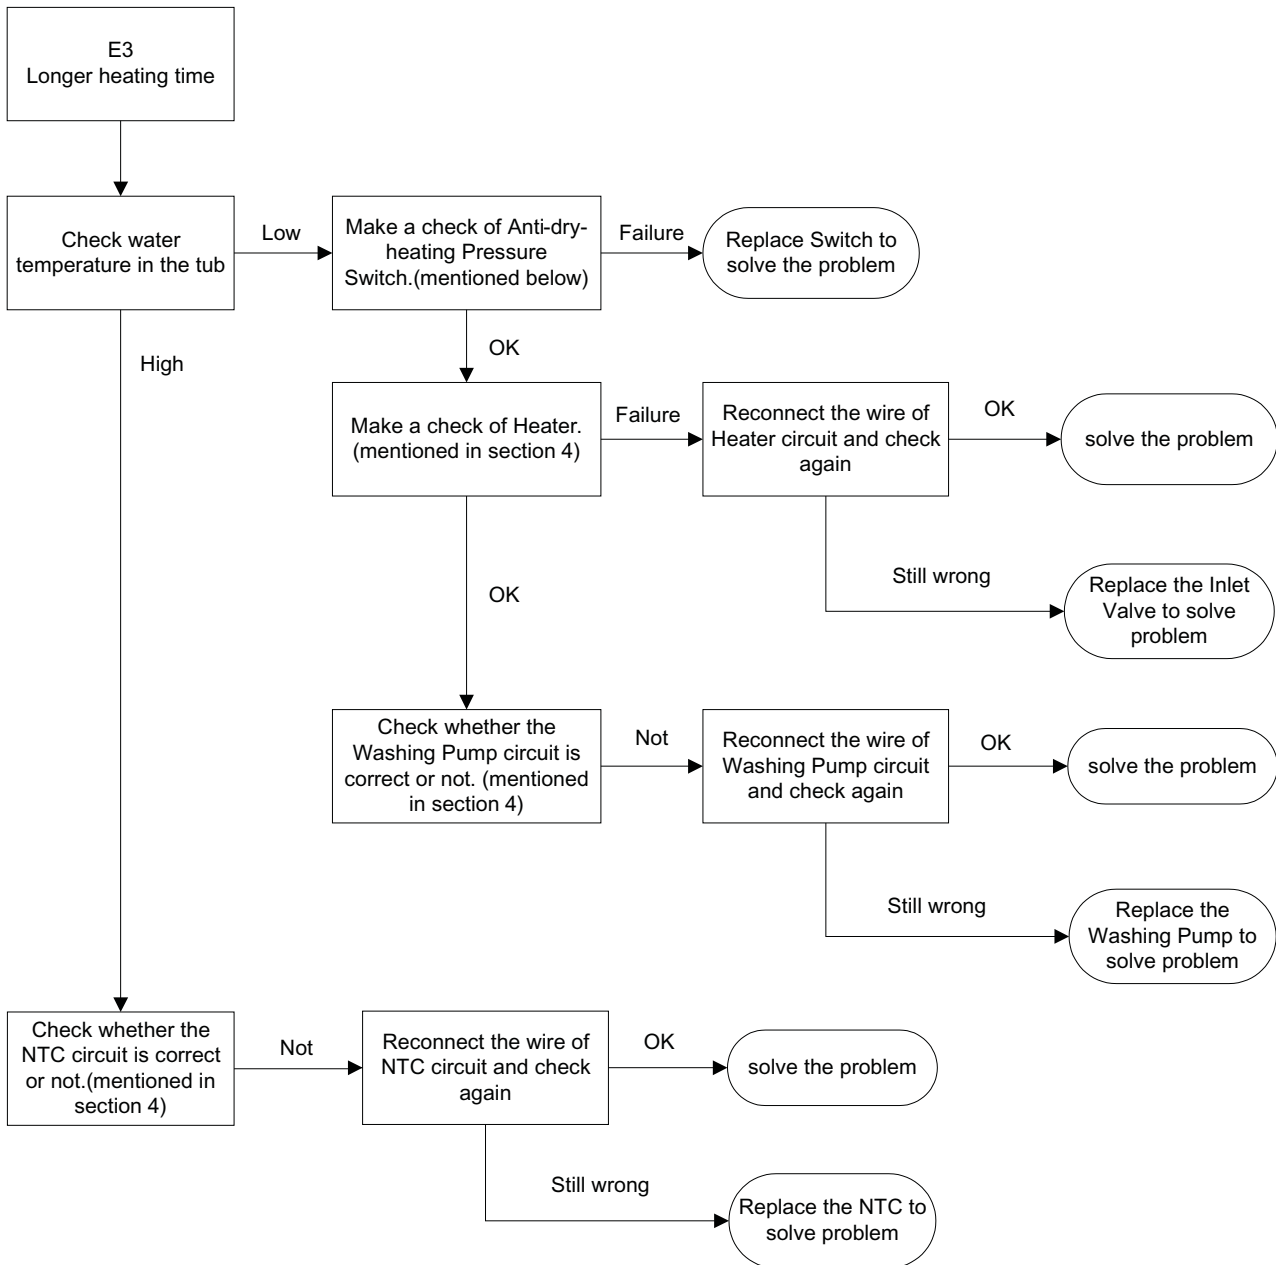 E3
Longer heating time
Check water
temperature in the tub
Low
Make a check of Anti-dry-
heating Pressure
Switch.(mentioned below)
Failure
Replace Switch to
solve the problem
High
OK
Make a check of Heater.
(mentioned in section 4)
Failure
Reconnect the wire of
Heater circuit and check
again
OK
solve the problem
Still wrong
Replace the Inlet
Valve to solve
problem
OK
Check whether the
Washing Pump circuit is
correct or not. (mentioned
in section 4)
Not
Reconnect the wire of
Washing Pump circuit
and check again
OK
solve the problem
Still wrong
Replace the
Washing Pump to
solve problem
Check whether the
NTC circuit is correct
or not.(mentioned in
section 4)
Not
Reconnect the wire of
NTC circuit and check
again
OK
solve the problem
Still wrong
Replace the NTC to
solve problem